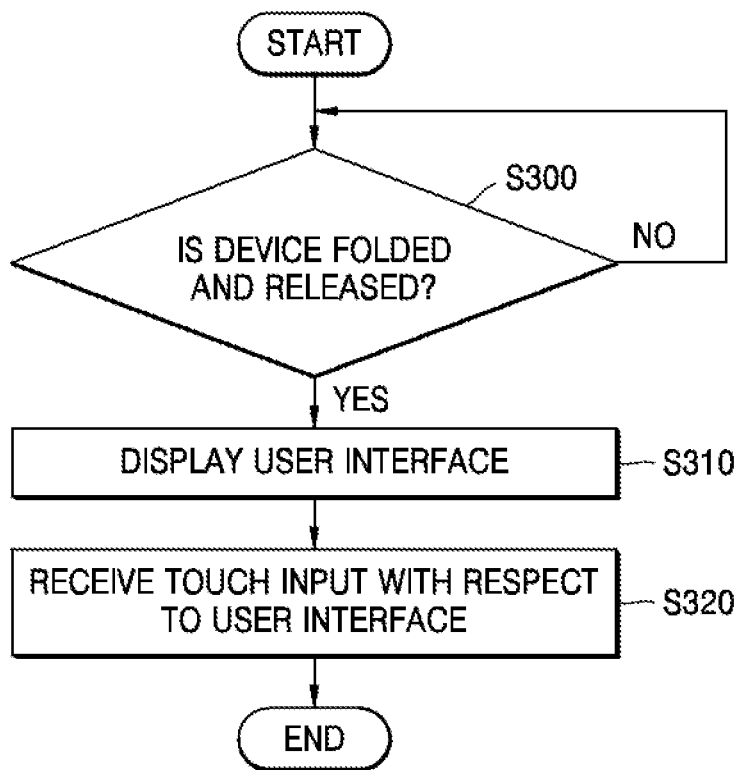 START
S300
IS DEVICE FOLDED
AND RELEASED?
NO
YES
DISPLAY USER INTERFACE
S310
RECEIVE TOUCH INPUT WITH RESPECT
TO USER INTERFACE
S320
END